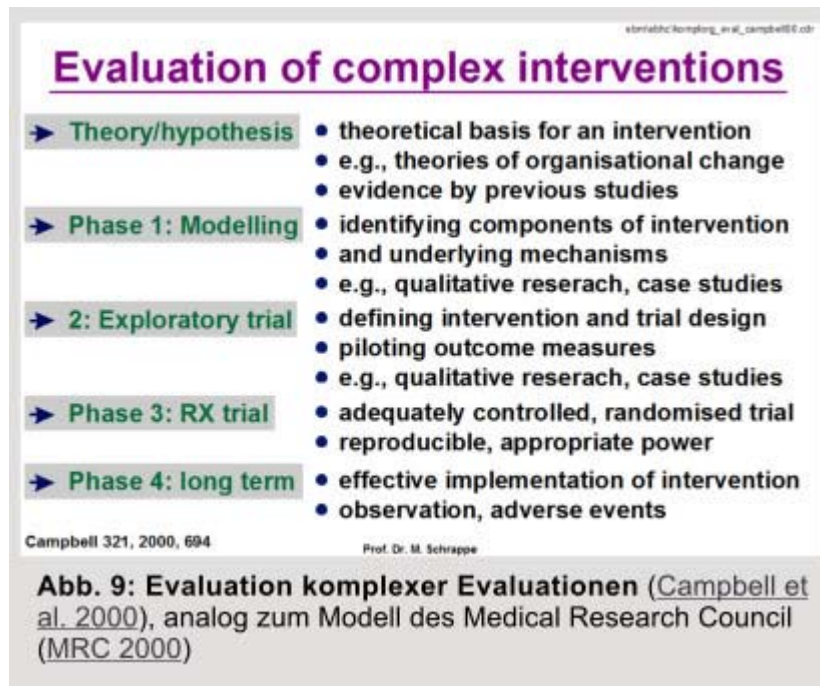 Evaluation of complex interventions
Theory/hypothesis
• theoretical basis for an intervention
• e.g., theories of organisational change
• evidence by previous studies
Phase 1: Modelling
• identifying components of intervention
• and underlying mechanisms
• e.g., qualitative reserach, case studies
2: Exploratory trial
• defining intervention and trial design
• piloting outcome measures
• e.g., qualitative reserach, case studies
Phase 3: RX trial
• adequately controlled, randomised trial
• reproducible, appropriate power
Phase 4: long term
• effective implementation of intervention
• observation, adverse events
Campbell 321, 2000, 694
Prof. Dr. M. Schrappe
Abb. 9: Evaluation komplexer Evaluationen (Campbell et
al. 2000), analog zum Modell des Medical Research Council
(MRC 2000)